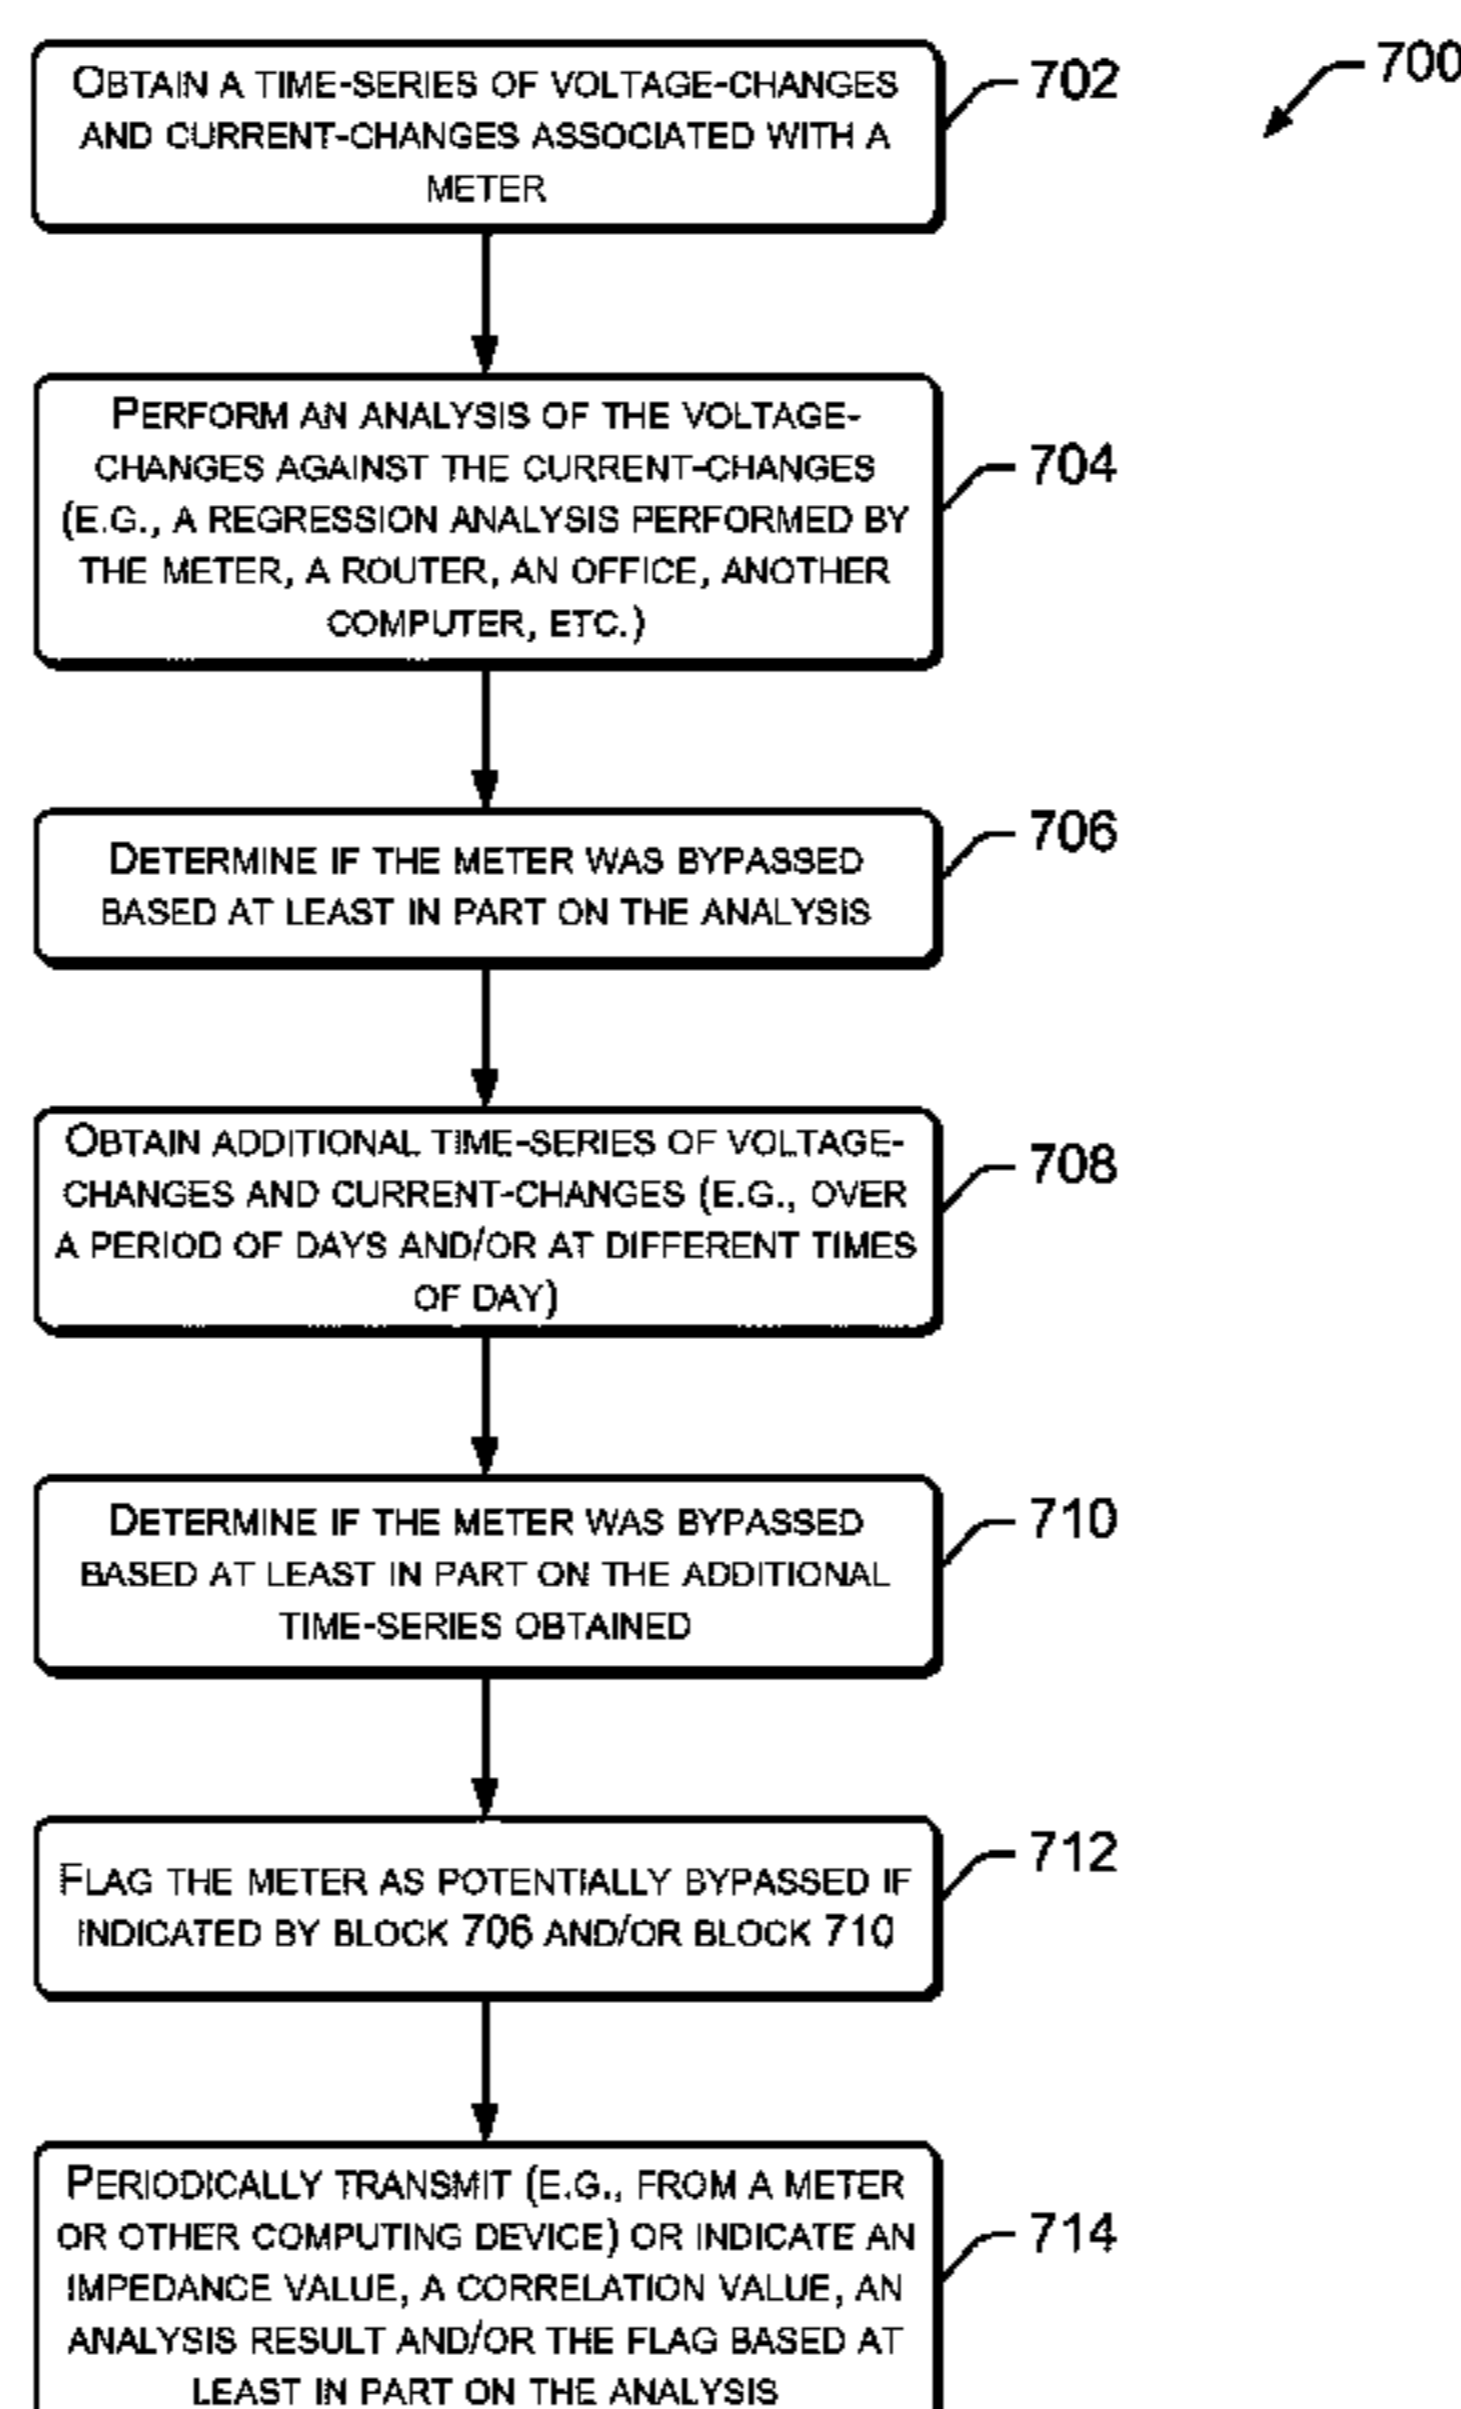 700
OBTAIN A TIME-SERIES OF VOLTAGE-CHANGES
AND CURRENT-CHANGES ASSOCIATED WITH A
METER
702
PERFORM AN ANALYSIS OF THE VOLTAGE-
CHANGES AGAINST THE CURRENT-CHANGES
(E.G., A REGRESSION ANALYSIS PERFORMED BY
THE METER, A ROUTER, AN OFFICE, ANOTHER
COMPUTER, ETC.)
704
DETERMINE IF THE METER WAS BYPASSED
BASED AT LEAST IN PART ON THE ANALYSIS
706
OBTAIN ADDITIONAL TIME-SERIES OF VOLTAGE-
CHANGES AND CURRENT-CHANGES (E.G., OVER
A PERIOD OF DAYS AND/OR AT DIFFERENT TIMES
OF DAY)
708
DETERMINE IF THE METER WAS BYPASSED
BASED AT LEAST IN PART ON THE ADDITIONAL
TIME-SERIES OBTAINED
710
FLAG THE METER AS POTENTIALLY BYPASSED IF
INDICATED BY BLOCK 706 AND/OR BLOCK 710
712
PERIODICALLY TRANSMIT (E.G., FROM A METER
OR OTHER COMPUTING DEVICE) OR INDICATE AN
IMPEDANCE VALUE, A CORRELATION VALUE, AN
ANALYSIS RESULT AND/OR THE FLAG BASED AT
LEAST IN PART ON THE ANALYSIS
714